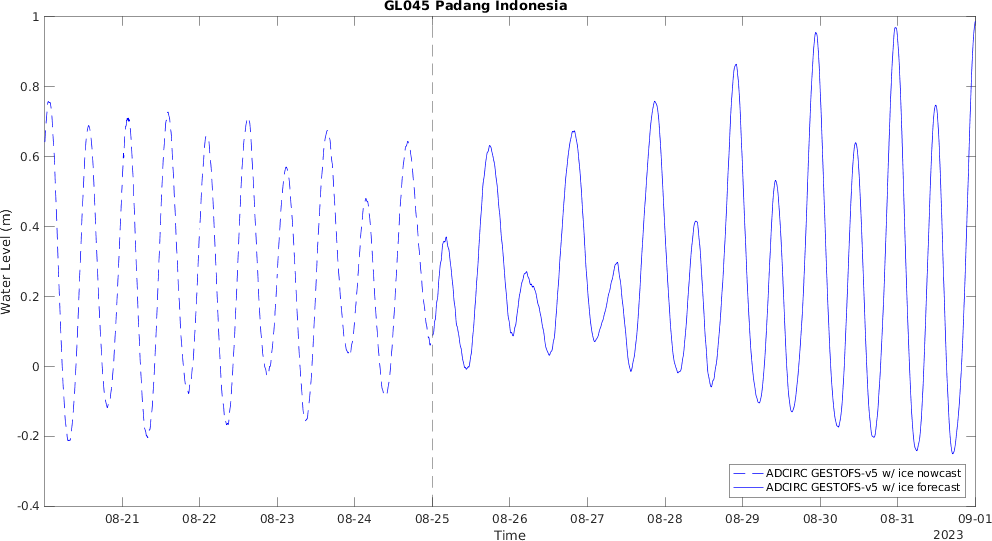 GL045 Padang Indonesia
Water Level (m)
1
0.8
0.6
0.4
0.2
0
-0.2
-0.4
ADCIRC GESTOFS-v5 w/ ice nowcast
ADCIRC GESTOFS-v5 w/ ice forecast
08-21 08-22 08-23 08-24 08-25 08-26 08-27 08-28 08-29 08-30 08-31 09-01
Time
2023